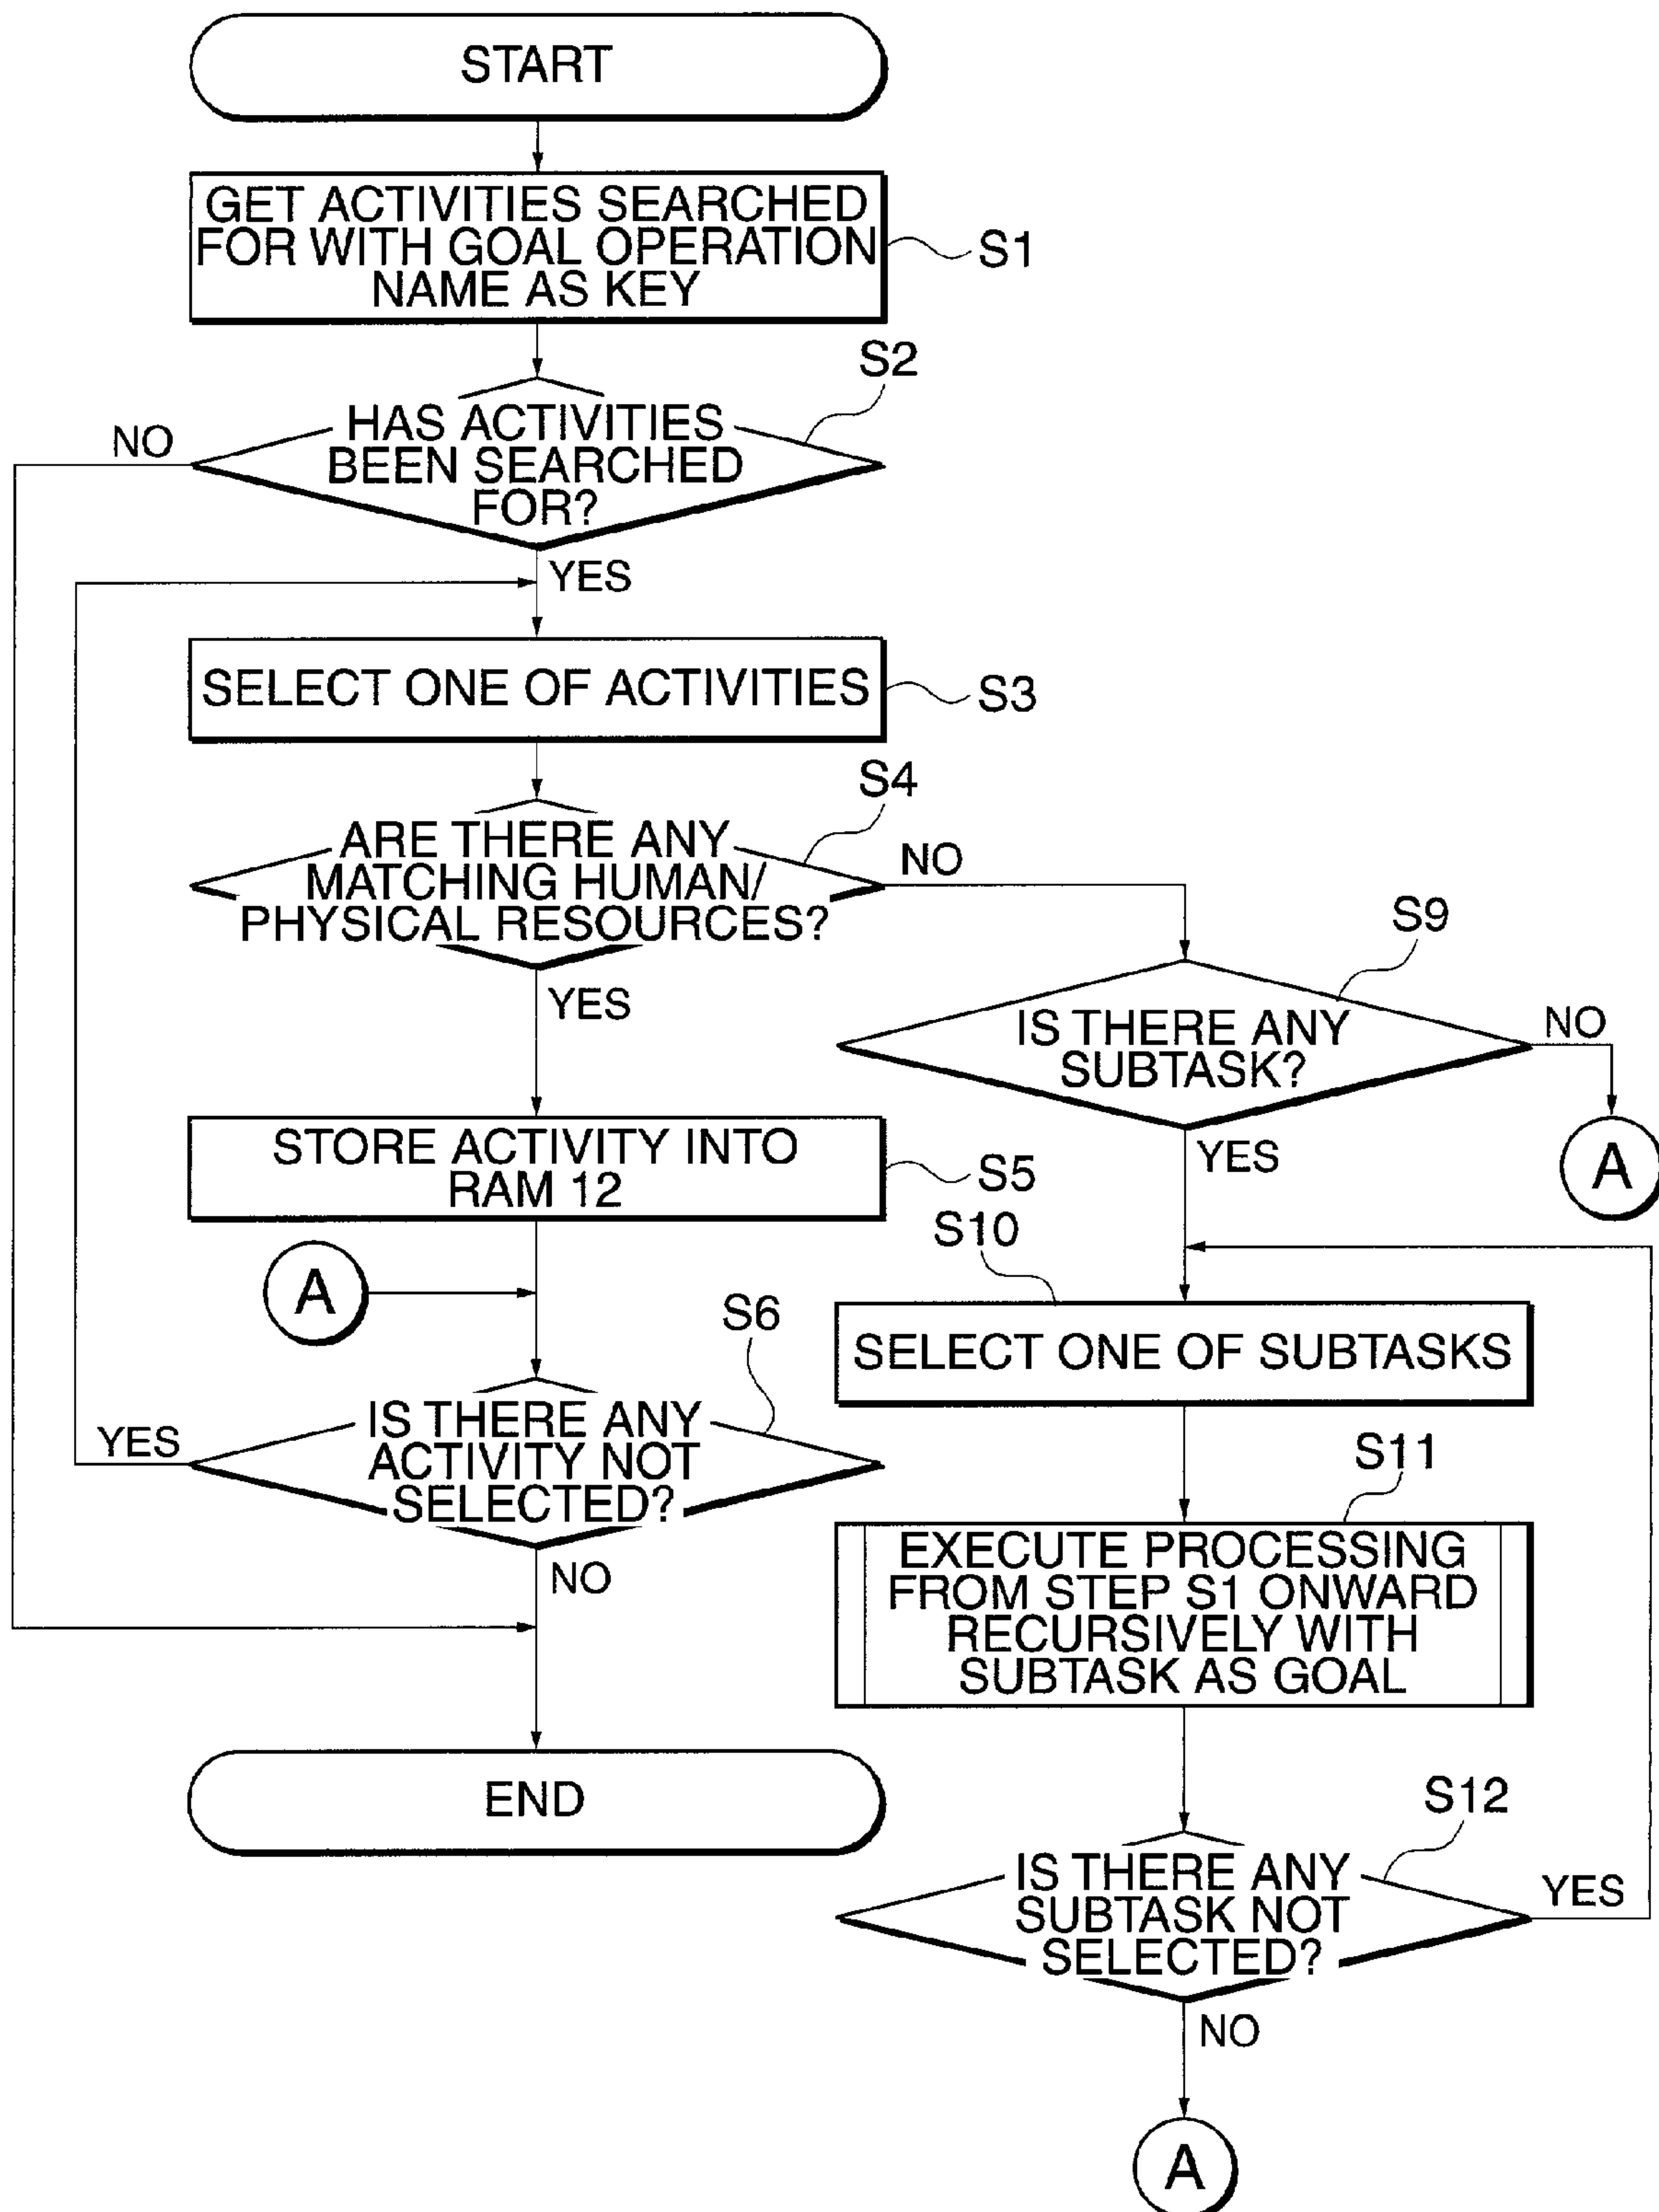 START
GET ACTIVITIES SEARCHED
FOR WITH GOAL OPERATION
NAME AS KEY
S1
S2
HAS ACTIVITIES
BEEN SEARCHED
FOR?
NO
YES
SELECT ONE OF ACTIVITIES
S3
S4
ARE THERE ANY
MATCHING HUMAN/
PHYSICAL RESOURCES?
NO
YES
S9
IS THERE ANY
SUBTASK?
NO
A
YES
STORE ACTIVITY INTO
RAM 12
S5
A
S6
IS THERE ANY
ACTIVITY NOT
SELECTED?
YES
NO
END
S10
SELECT ONE OF SUBTASKS
S11
EXECUTE PROCESSING
FROM STEP S1 ONWARD
RECURSIVELY WITH
SUBTASK AS GOAL
S12
IS THERE ANY
SUBTASK NOT
SELECTED?
YES
NO
A